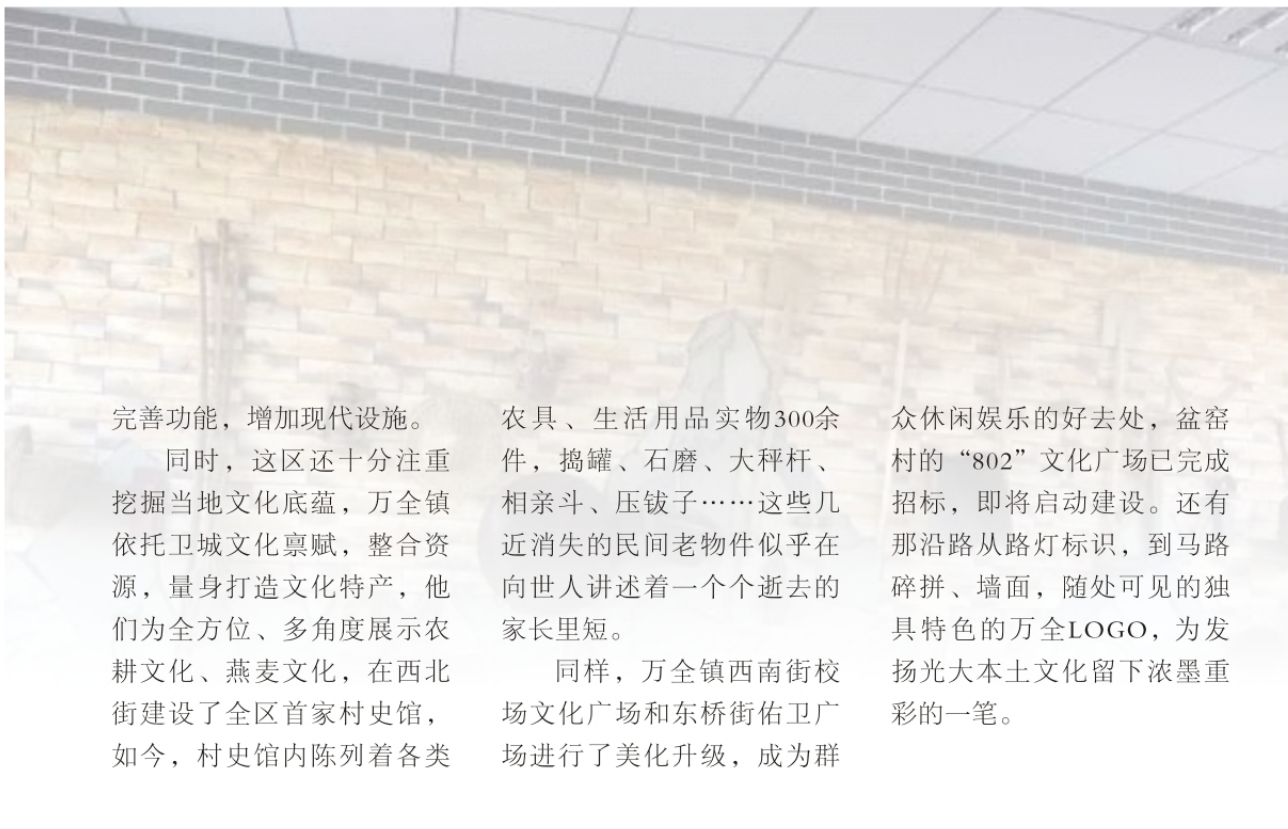 完善功能，增加现代设施。
同时，这区还十分注重
挖掘当地文化底蕴，万全镇
依托卫城文化禀赋，整合资
源，量身打造文化特产，他
们为全方位、多角度展示农
耕文化、燕麦文化，在西北
街建设了全区首家村史馆，
如今，村史馆内陈列着各类
农具、生活用品实物300余
件，捣罐、石磨、大秤杆、
相亲斗、压钹子……这些几
近消失的民间老物件似乎在
向世人讲述着一个个逝去的
家长里短。
同样，万全镇西南街校
场文化广场和东桥街佑卫广
场进行了美化升级，成为群
众休闲娱乐的好去处，盆窑
村的“802”文化广场已完成
招标，即将启动建设。还有
那沿路从路灯标识，到马路
碎拼、墙面，随处可见的独
具特色的万全LOGO，为发
扬光大本土文化留下浓墨重
彩的一笔。